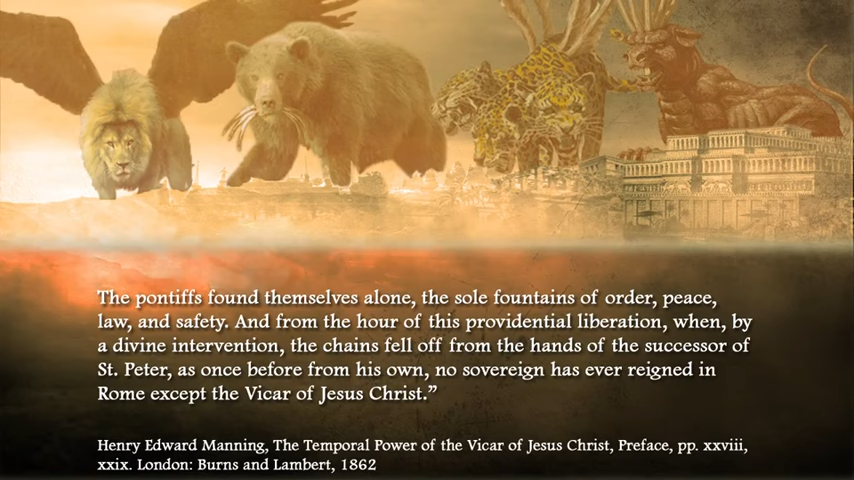 The pontiffs found themselves alone, the sole fountains of order, peace,
law, and safety. And from the hour of this providential liberation, when, by
a divine intervention, the chains fell off from the hands of the successor of
St. Peter, as once before from his own, no sovereign has ever reigned in
Rome except the Vicar of Jesus Christ.”
Henry Edward Manning, The Temporal Power of the Vicar of Jesus Christ, Preface, pp. xxviii,
xxix. London: Burns and Lambert, 1862